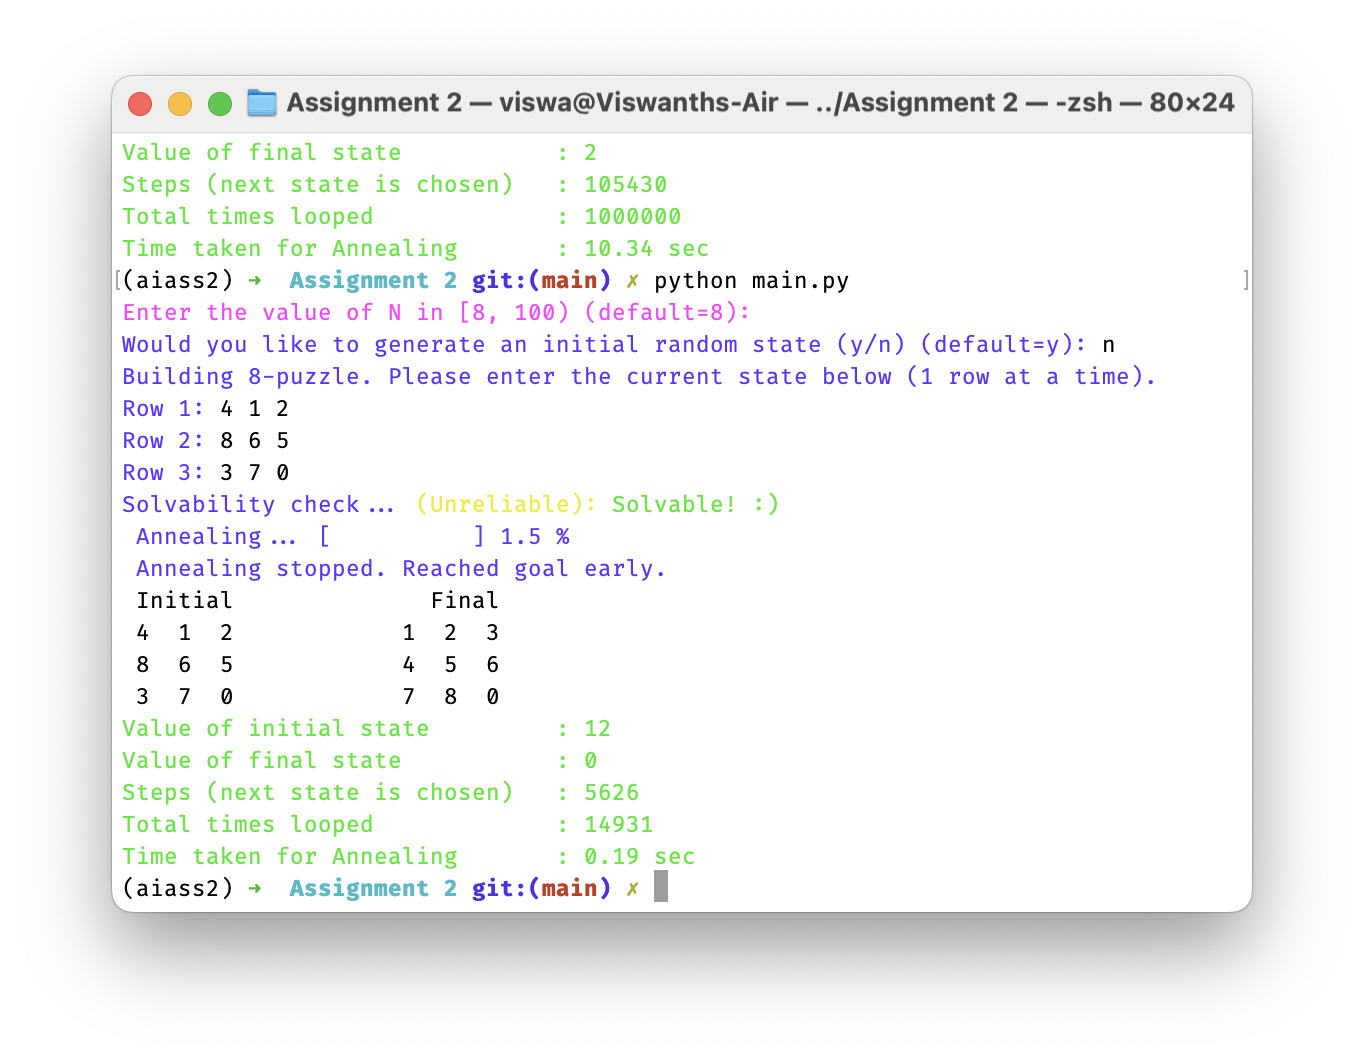 Assignment 2 — viswa@Viswanths-Air — ../Assignment 2 — -zsh — 80×24
Value of final state : 2
Steps (next state is chosen) : 105430
Total times looped : 1000000
Time taken for Annealing : 10.34 sec
[(aiass2) ➜ Assignment 2 git:(main) ✗ python main.py ]
Enter the value of N in [8, 100) (default=8):
Would you like to generate an initial random state (y/n) (default=y): n
Building 8-puzzle. Please enter the current state below (1 row at a time).
Row 1: 4 1 2
Row 2: 8 6 5
Row 3: 3 7 0
Solvability check... (Unreliable): Solvable! :)
Annealing... [ ] 1.5 %
Annealing stopped. Reached goal early.
Initial Final
4 1 2 1 2 3
8 6 5 4 5 6
3 7 0 7 8 0
Value of initial state : 12
Value of final state : 0
Steps (next state is chosen) : 5626
Total times looped : 14931
Time taken for Annealing : 0.19 sec
(aiass2) ➜ Assignment 2 git:(main) ✗